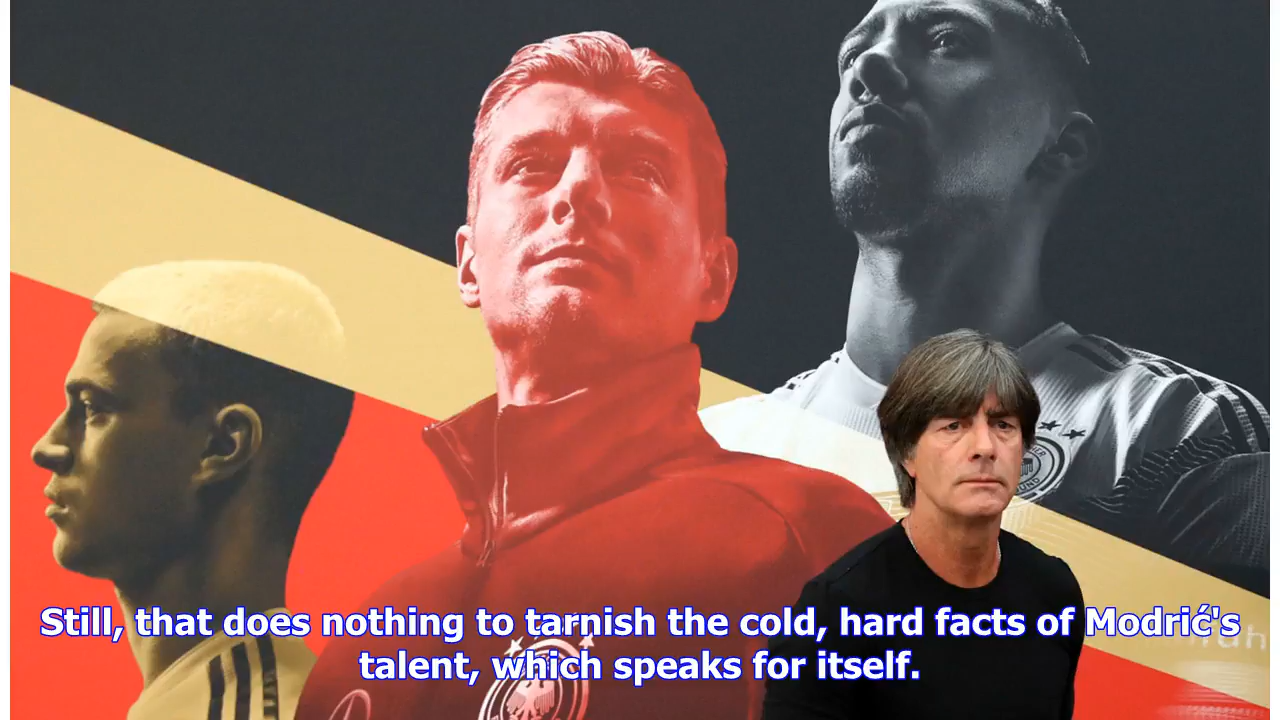 Still, that does nothing to tarnish the cold, hard facts of Modrić's
talent, which speaks for itself.